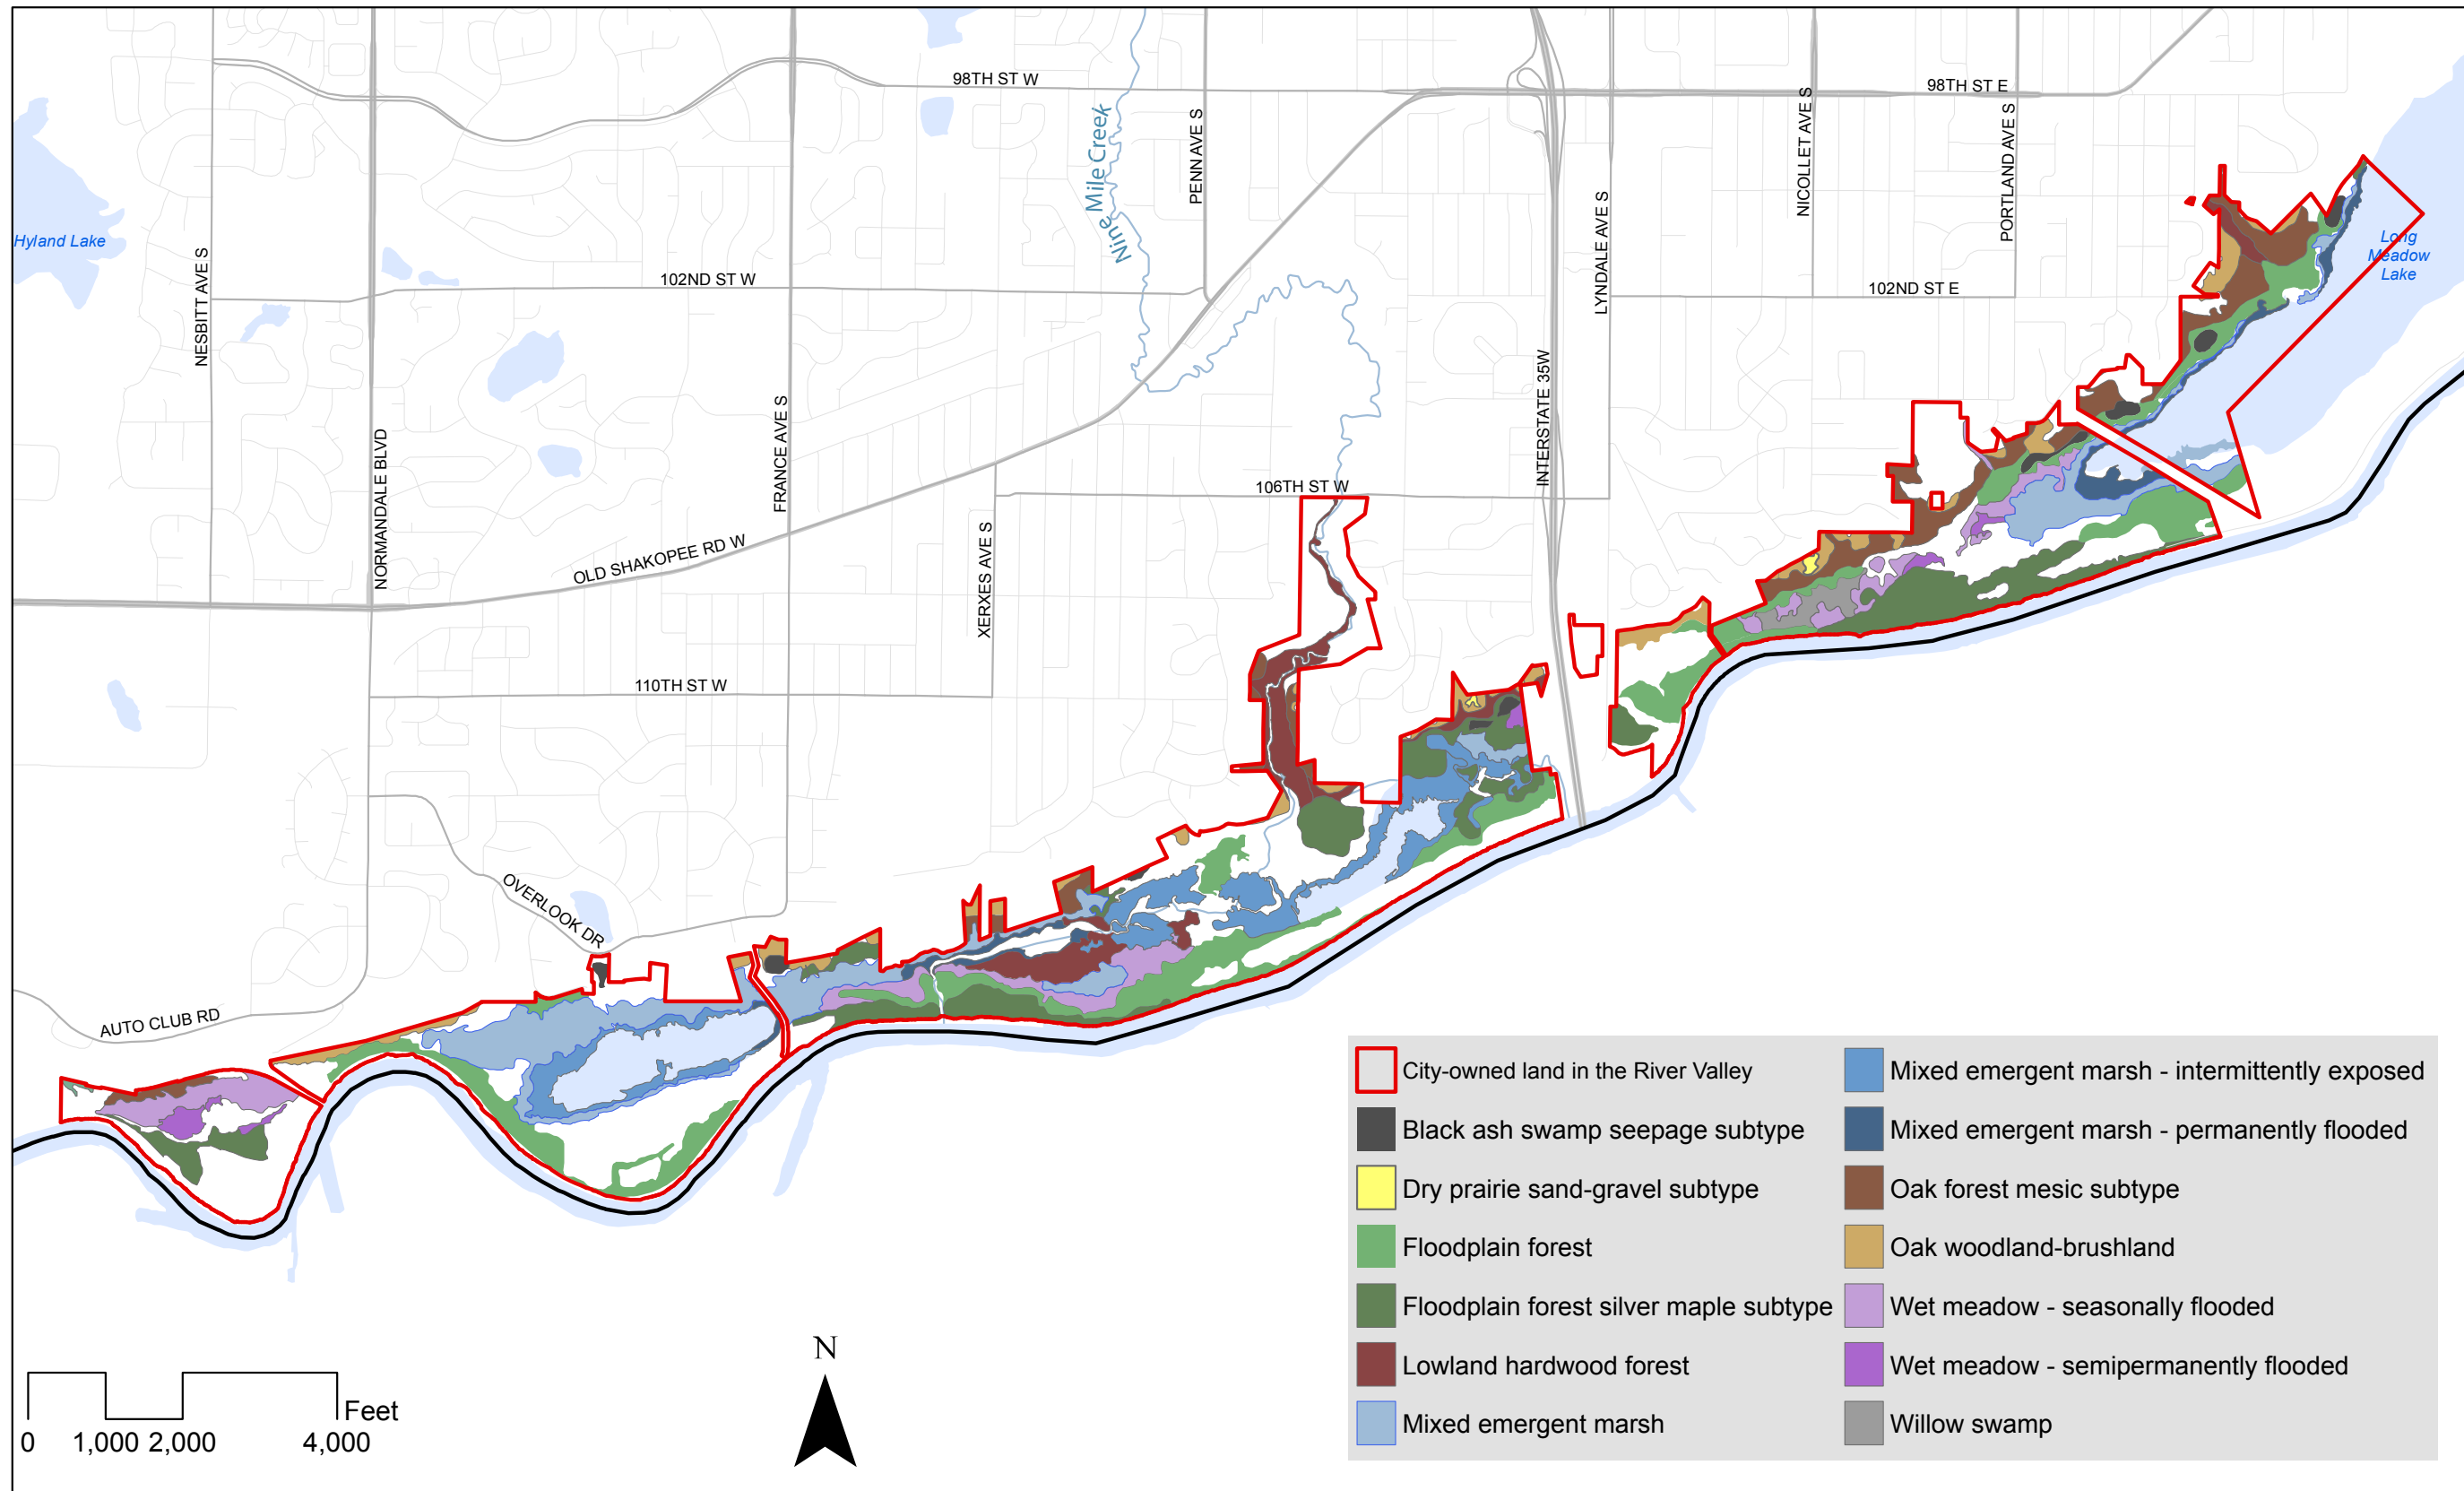 98TH ST W
98TH ST E
Nine Mile Creek
PENN AVE S
NICOLLET AVE S
PORTLAND AVE S
Hyland Lake
NESBITT AVE S
LYNDALE AVE S
Long
Meadow
Lake
102ND ST W
102ND ST E
NORMANDALE BLVD
FRANCE AVE S
INTERSTATE 35W
106TH ST W
OLD SHAKOPEE RD W
XERXES AVE S
110TH ST W
OVERLOOK DR
AUTO CLUB RD
City-owned land in the River Valley
Black ash swamp seepage subtype
Dry prairie sand-gravel subtype
Floodplain forest
Floodplain forest silver maple subtype
Lowland hardwood forest
Mixed emergent marsh
Mixed emergent marsh - intermittently exposed
Mixed emergent marsh - permanently flooded
Oak forest mesic subtype
Oak woodland-brushland
Wet meadow - seasonally flooded
Wet meadow - semipermanently flooded
Willow swamp
N
Feet
0 1,000 2,000 4,000